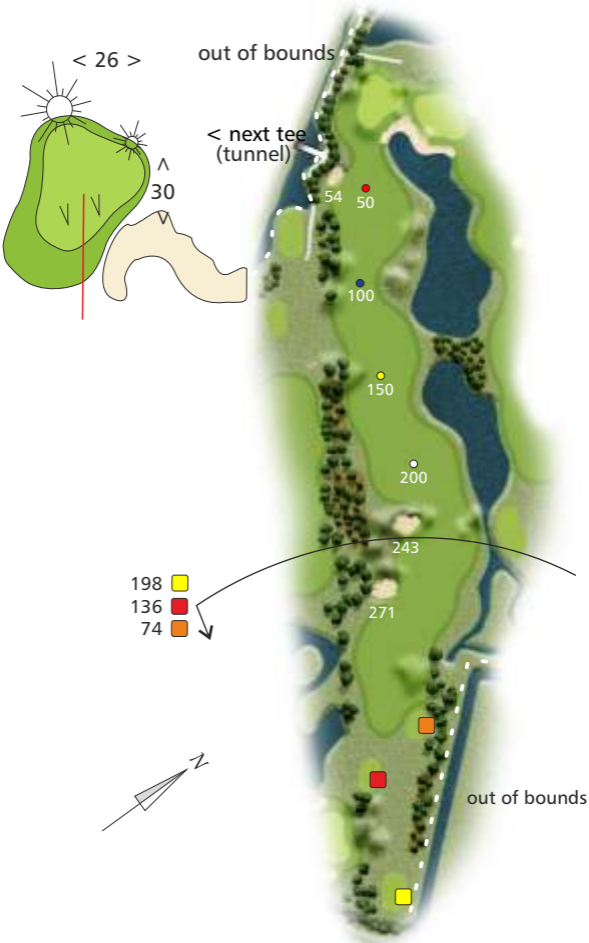 < 26 >
out of bounds
< next tee
(tunnel)
<
30
>
54
50
100
150
200
243
271
198
136
74
N
out of bounds